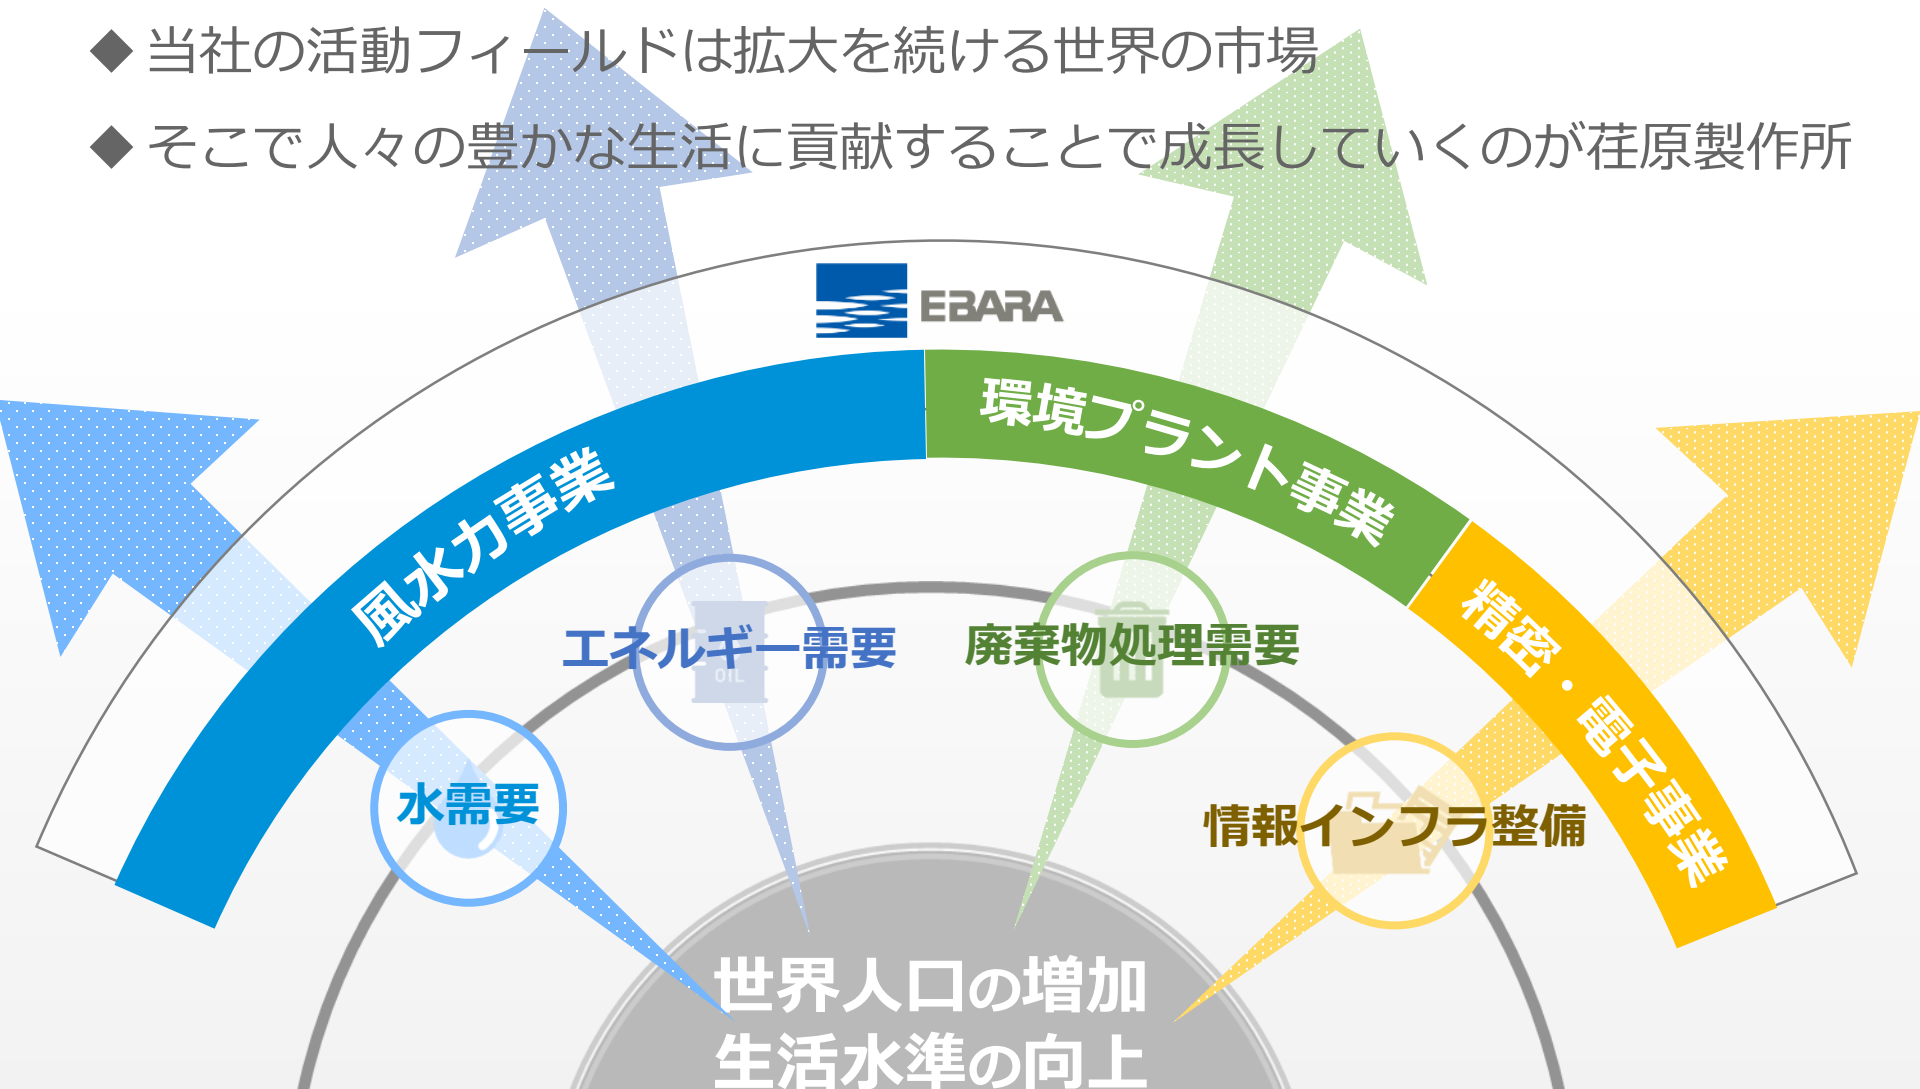 ◆ 当社の活動フィールドは拡大を続ける世界の市場
◆ そこで人々の豊かな生活に貢献することで成長していくのが荏原製作所
EBARA
風水力事業
環境プラント事業
精密・電子事業
エネルギー需要
廃棄物処理需要
OIL
水需要
情報インフラ整備
世界人口の増加
生活水準の向上